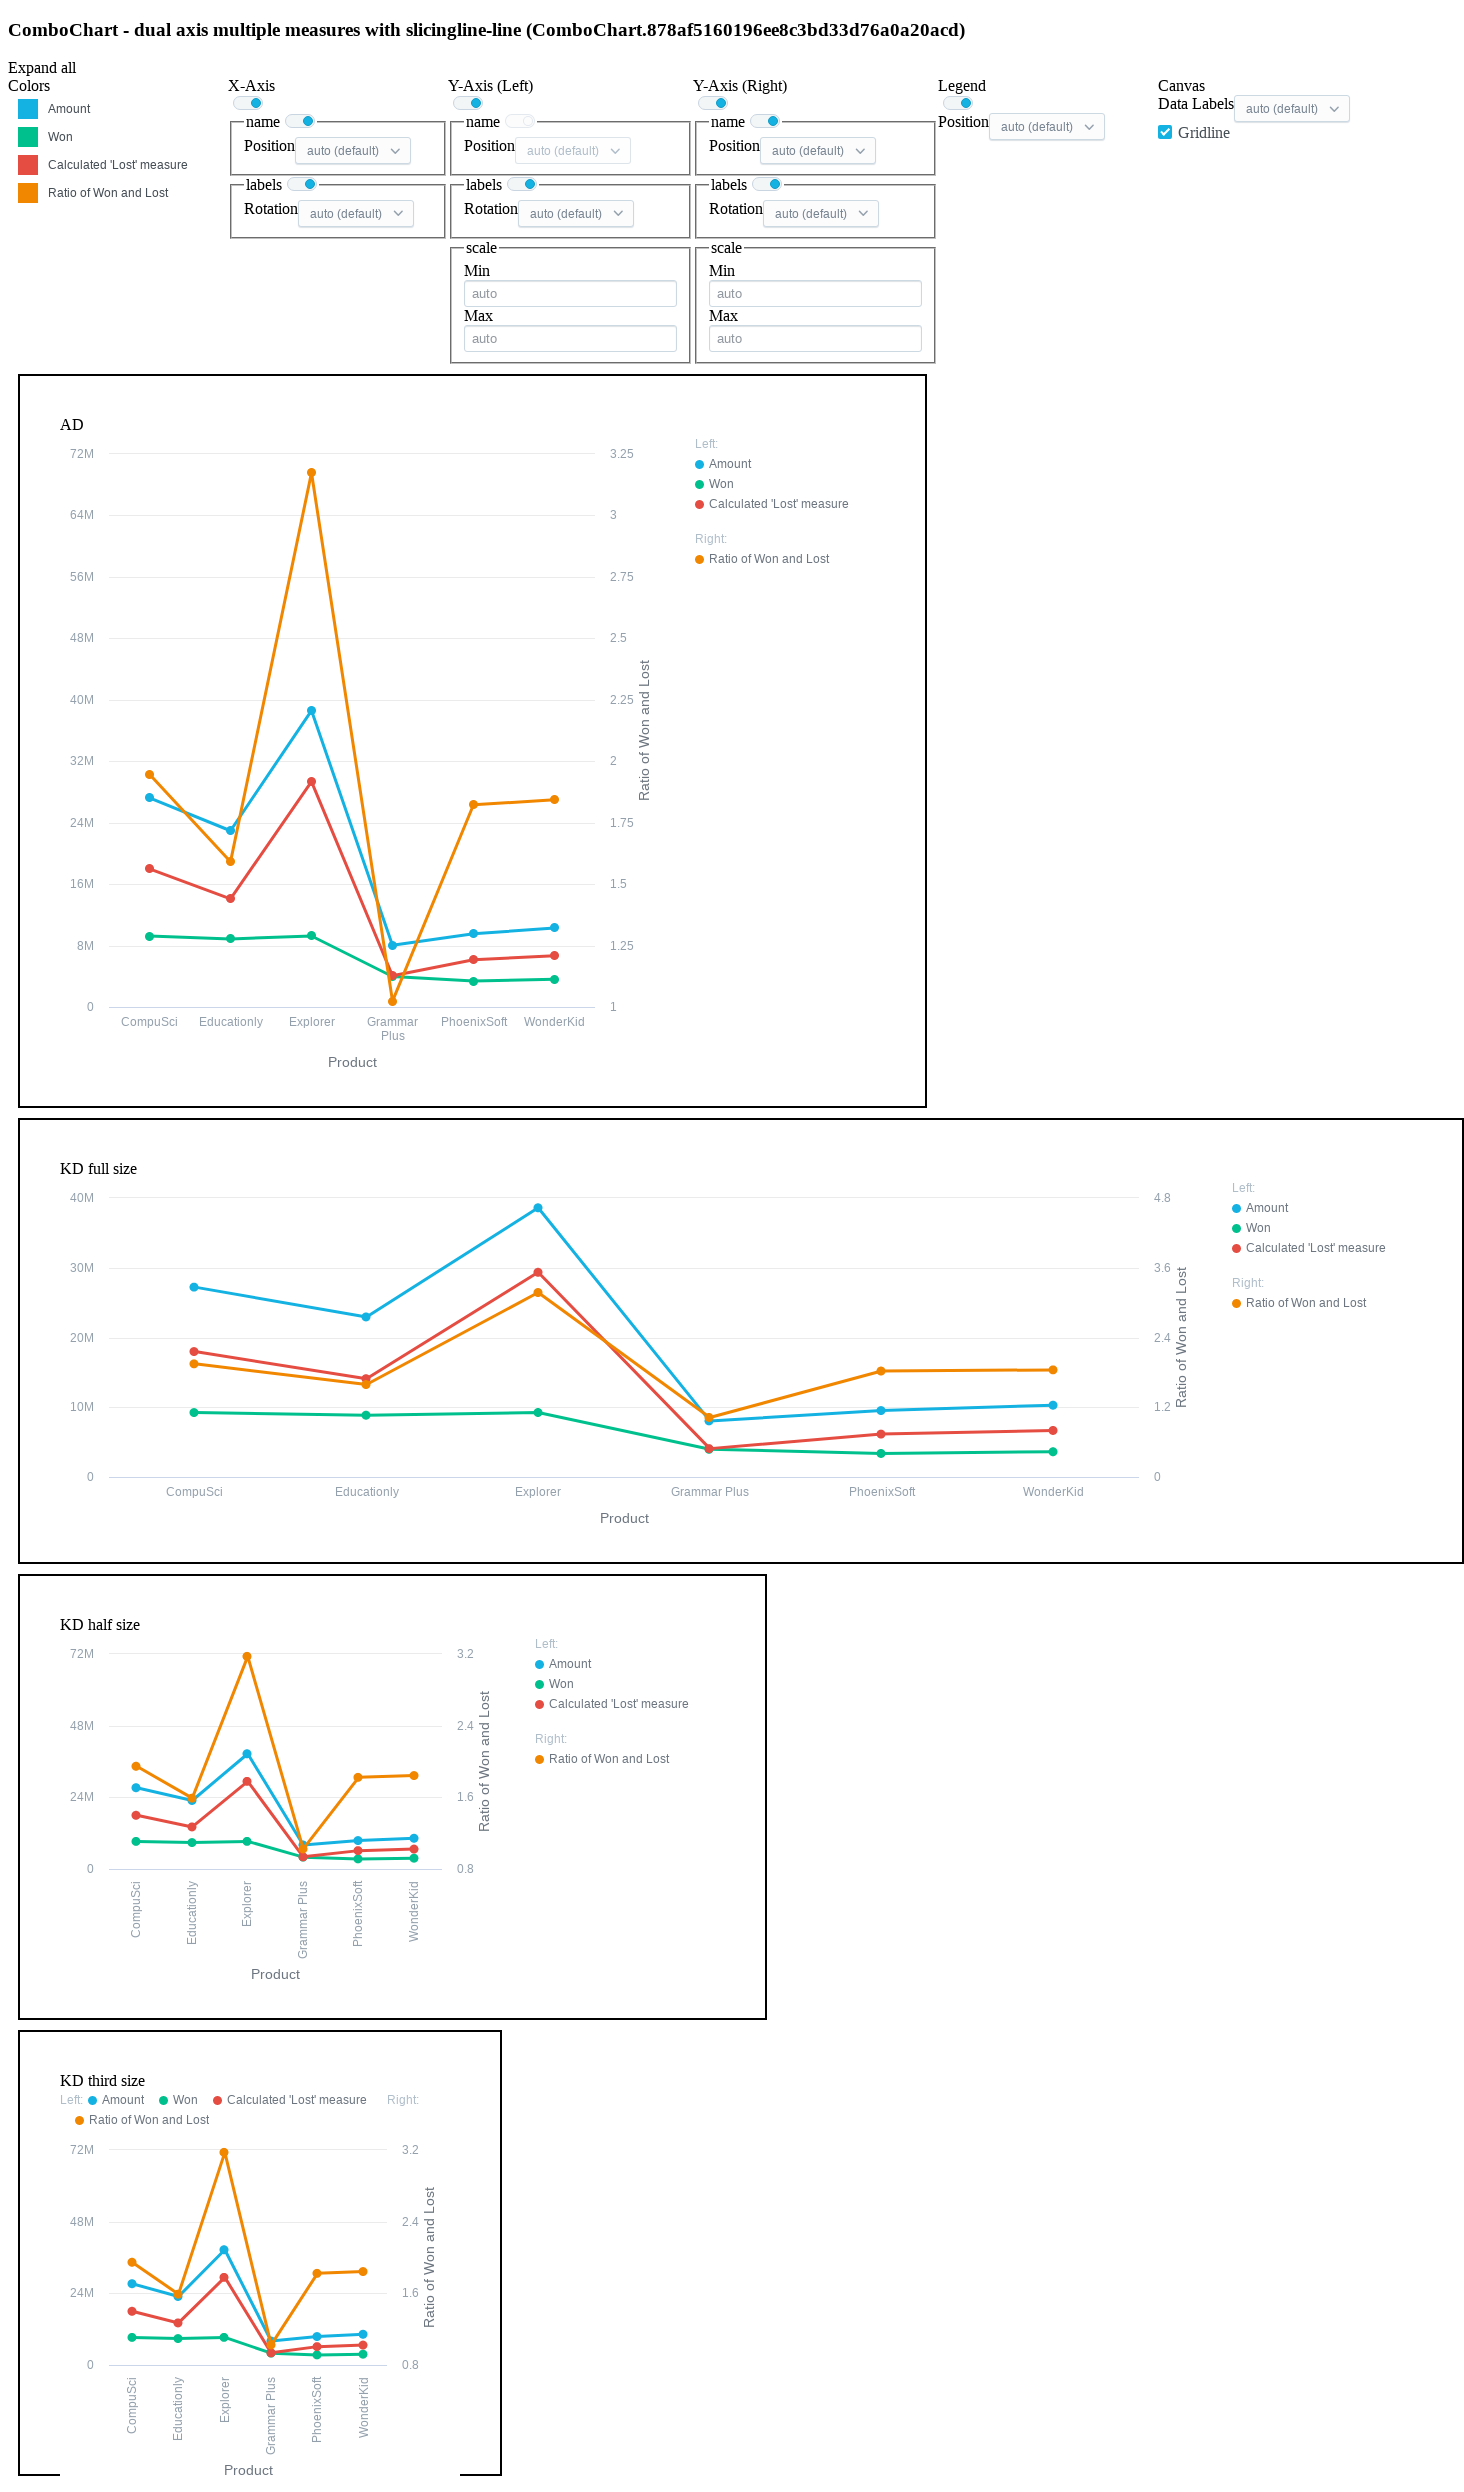 ComboChart - dual axis multiple measures with slicingline-line (ComboChart.878af5160196ee8c3bd33d76a0a20acd)
Expand all
Colors
Amount
Won
Calculated 'Lost' measure
Ratio of Won and Lost
X-Axis
name
Position auto (default)
labels
Rotation auto (default)
Y-Axis (Left)
name
Position auto (default)
labels
Rotation auto (default)
scale
Min
auto
Max
auto
Y-Axis (Right)
name
Position auto (default)
labels
Rotation auto (default)
scale
Min
auto
Max
auto
Legend
Position auto (default)
Canvas
Data Labels auto (default)
Gridline
AD
72M
64M
56M
48M
40M
32M
24M
16M
8M
0
3.25
3
2.75
2.5
2.25
2
1.75
1.5
1.25
1
Ratio of Won and Lost
CompuSci
Educationly
Explorer
Grammar
Plus
PhoenixSoft
WonderKid
Product
Left:
Amount
Won
Calculated 'Lost' measure
Right:
Ratio of Won and Lost
KD full size
40M
30M
20M
10M
0
4.8
3.6
2.4
1.2
0
Ratio of Won and Lost
CompuSci
Educationly
Explorer
Grammar Plus
PhoenixSoft
WonderKid
Product
Left:
Amount
Won
Calculated 'Lost' measure
Right:
Ratio of Won and Lost
KD half size
72M
48M
24M
0
3.2
2.4
1.6
0.8
Ratio of Won and Lost
CompuSci
Educationly
Explorer
Grammar Plus
PhoenixSoft
WonderKid
Product
Left:
Amount
Won
Calculated 'Lost' measure
Right:
Ratio of Won and Lost
KD third size
Left: Amount Won Calculated 'Lost' measure Right:
Ratio of Won and Lost
72M
48M
24M
0
3.2
2.4
1.6
0.8
Ratio of Won and Lost
CompuSci
Educationly
Explorer
Grammar Plus
PhoenixSoft
WonderKid
Product